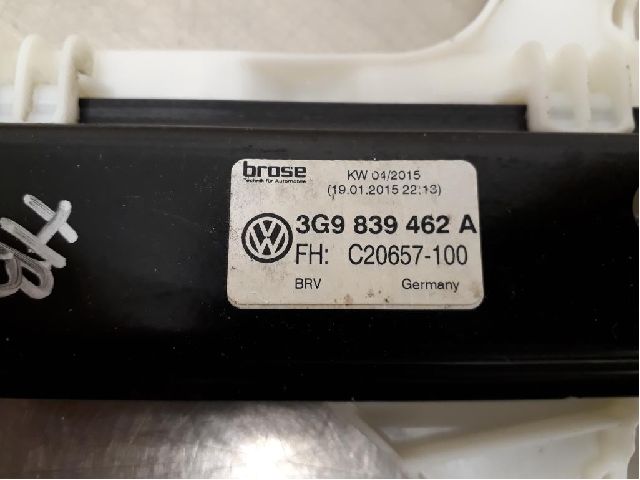 brose
Technik für Automobile
KW 04/2015
(19.01.2015 22:13)
3G9 839 462 A
FH: C20657-100
BRV Germany